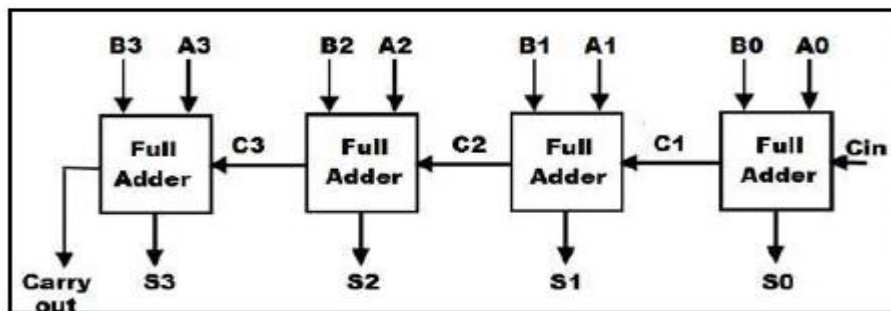 B3 A3 B2 A2 B1 A1 B0 A0
Full Adder C3 Full Adder C2 Full Adder C1 Full Adder Cin
Carry out S3 S2 S1 S0